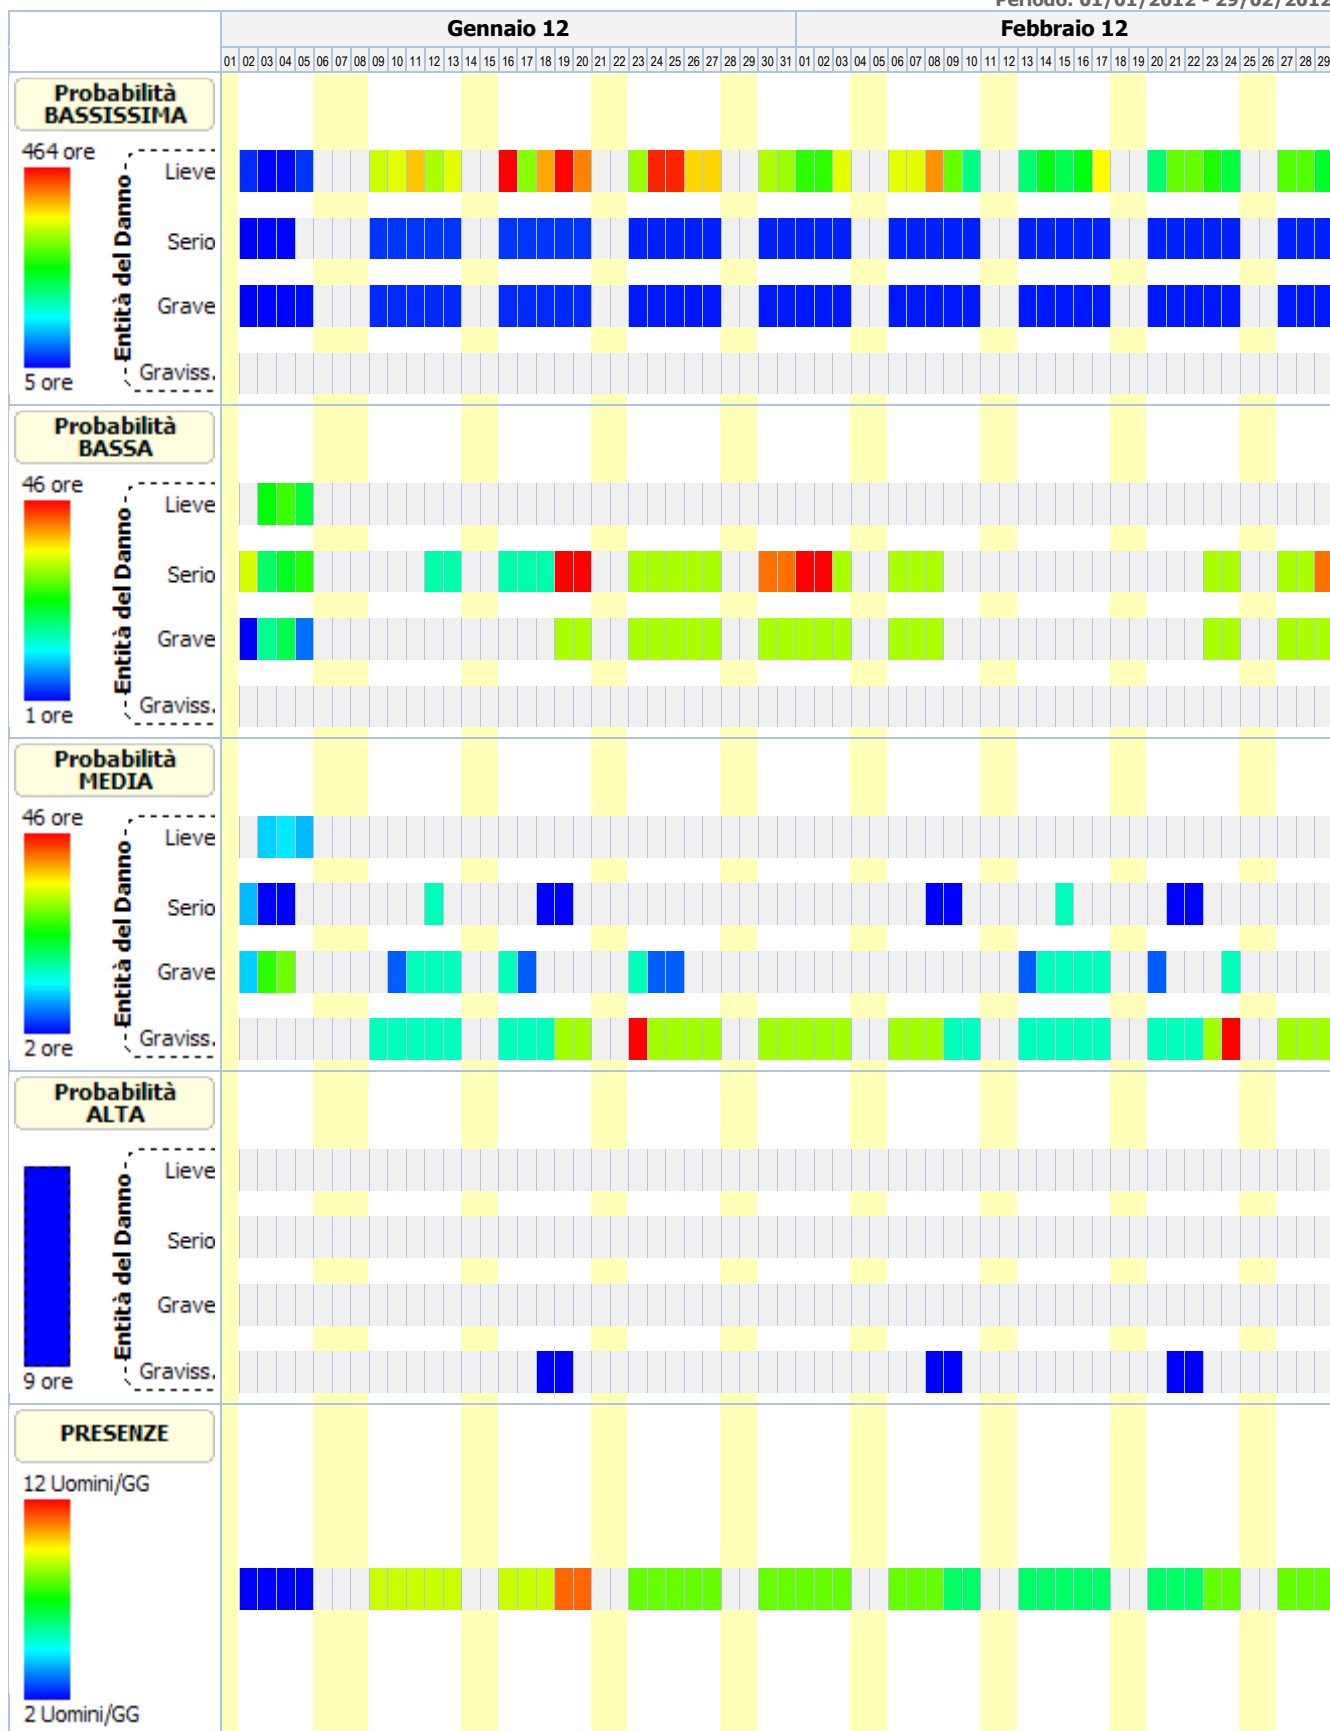 Periodo: 01/01/2012 - 29/02/2012
Gennaio 12 Febbraio 12
01 02 03 04 05 06 07 08 09 10 11 12 13 14 15 16 17 18 19 20 21 22 23 24 25 26 27 28 29 30 31 01 02 03 04 05 06 07 08 09 10 11 12 13 14 15 16 17 18 19 20 21 22 23 24 25 26 27 28 29
Probabilità
BASSISSIMA
464 ore
Entità del Danno
Lieve
Serio
Grave
Graviss.
5 ore
Probabilità
BASSA
46 ore
Entità del Danno
Lieve
Serio
Grave
Graviss.
1 ore
Probabilità
MEDIA
46 ore
Entità del Danno
Lieve
Serio
Grave
Graviss.
2 ore
Probabilità
ALTA
Entità del Danno
Lieve
Serio
Grave
Graviss.
9 ore
PRESENZE
12 Uomini/GG
2 Uomini/GG